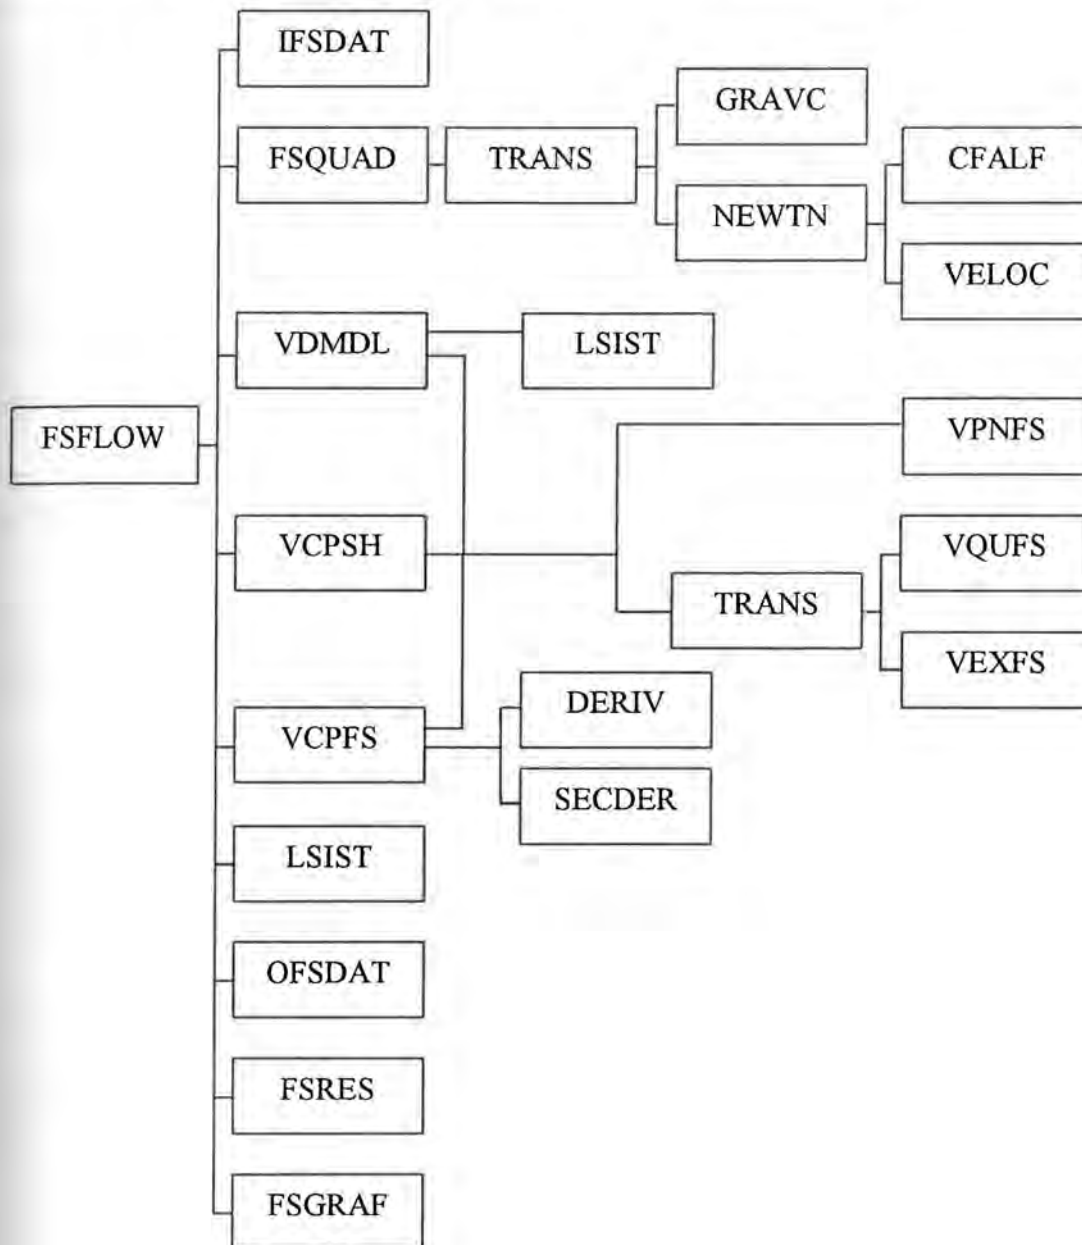 IFSDAT
GRAVC
FSQUAD
TRANS
CFALF
NEWTN
VELOC
VDMDL
LSIST
FSFLOW
VPNFS
VCPSH
VQUFS
TRANS
VEXFS
DERIV
VCPFS
SECDER
LSIST
OFSDAT
FSRES
FSGRAF